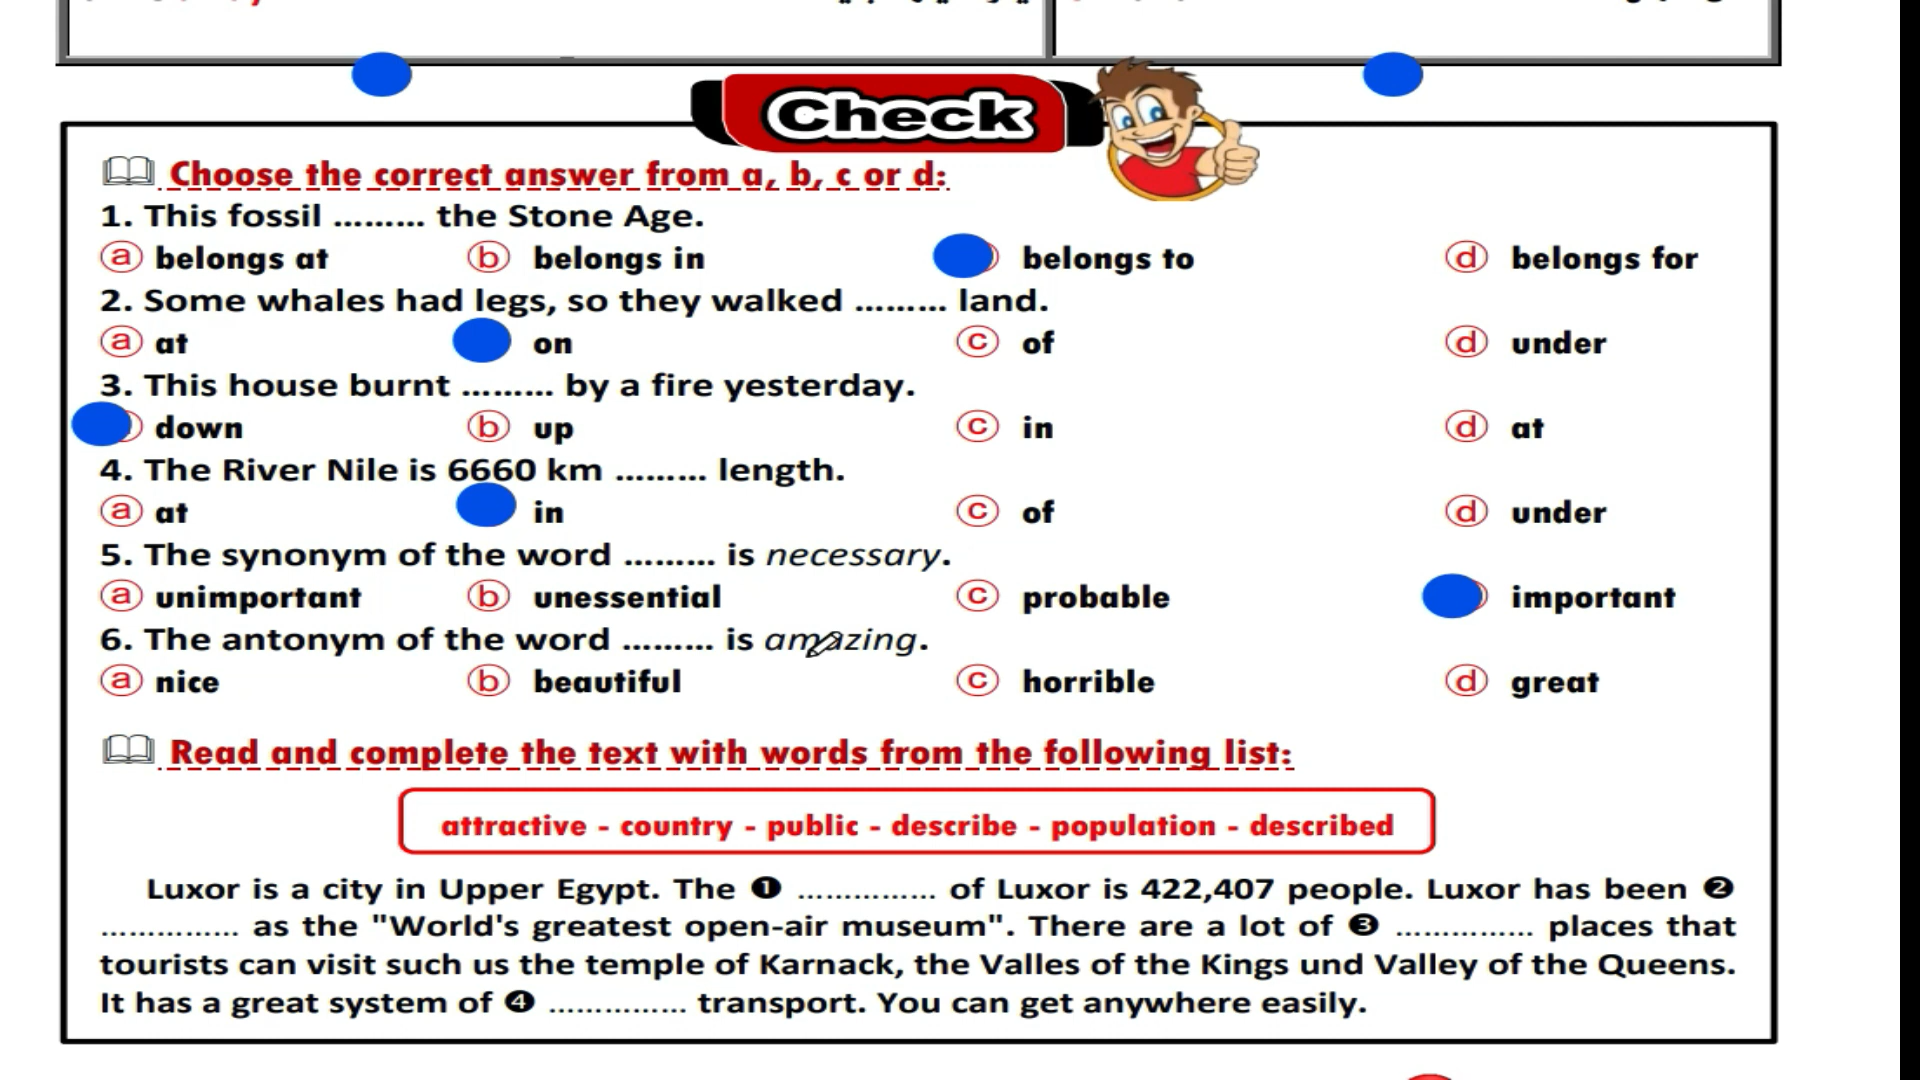 Check
Choose the correct answer from a, b, c or d:
1. This fossil ......... the Stone Age.
a belongs at b belongs in belongs to d belongs for
2. Some whales had legs, so they walked ......... land.
a at on c of d under
3. This house burnt ......... by a fire yesterday.
down b up c in d at
4. The River Nile is 6660 km ......... length.
a at in c of d under
5. The synonym of the word ......... is necessary.
a unimportant b unessential c probable important
6. The antonym of the word ......... is amazing.
a nice b beautiful c horrible d great
Read and complete the text with words from the following list:
attractive - country - public - describe - population - described
Luxor is a city in Upper Egypt. The ❶ ............... of Luxor is 422,407 people. Luxor has been ❷
............... as the "World's greatest open-air museum". There are a lot of ❸ ............... places that
tourists can visit such us the temple of Karnack, the Valles of the Kings und Valley of the Queens.
It has a great system of ❹ ............... transport. You can get anywhere easily.